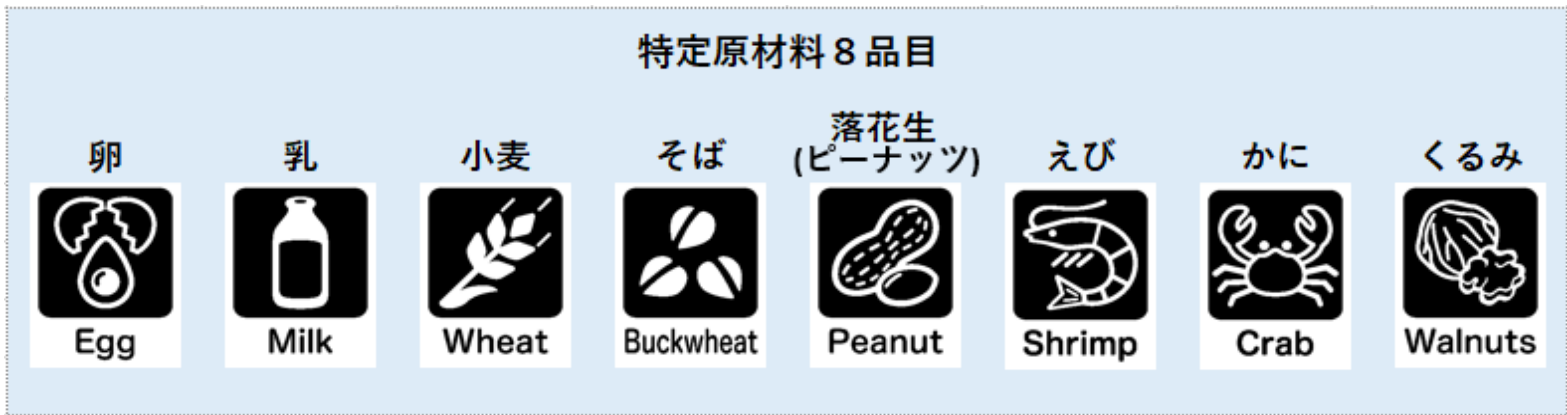 特定原材料８品目
卵
乳
小麦
そば
落花生
(ピーナッツ)
えび
かに
くるみ
Egg
Milk
Wheat
Buckwheat
Peanut
Shrimp
Crab
Walnuts